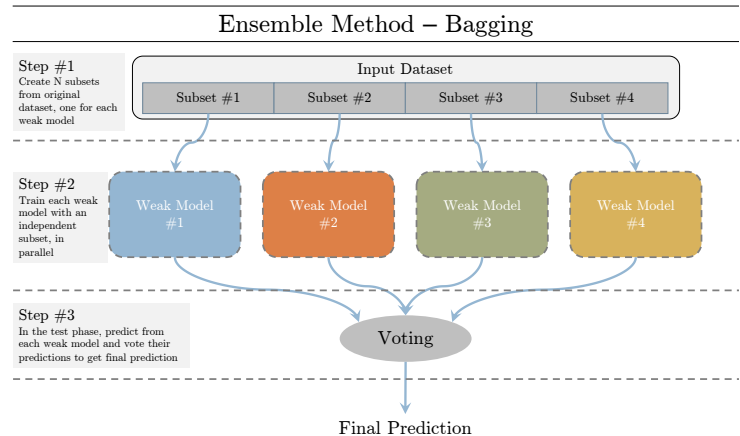 Ensemble Method – Bagging
Step #1
Create N subsets
from original
dataset, one for each
weak model
Input Dataset
Subset #1
Subset #2
Subset #3
Subset #4
Step #2
Train each weak
model with an
independent
subset, in
parallel
Weak Model
#1
Weak Model
#2
Weak Model
#3
Weak Model
#4
Step #3
In the test phase, predict from
each weak model and vote their
predictions to get final prediction
Voting
Final Prediction